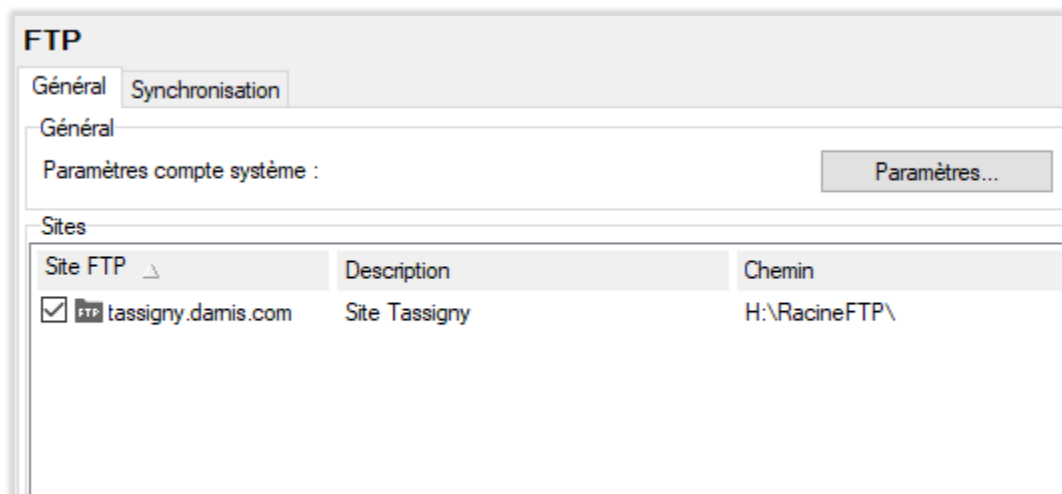 FTP
Général Synchronisation
Général
Paramètres compte système : Paramètres...
Sites
Site FTP Description Chemin
FTP tassigny.damis.com Site Tassigny H:\RacineFTP\